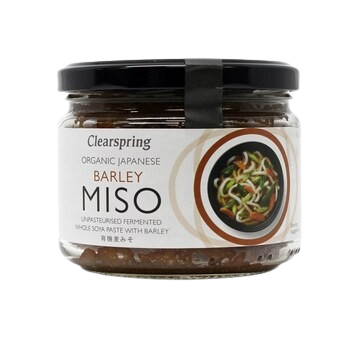 Clearspring
ORGANIC JAPANESE
BARLEY
MISO
UNPASTEURISED FERMENTED
WHOLE SOYA PASTE WITH BARLEY
有機麦みそ